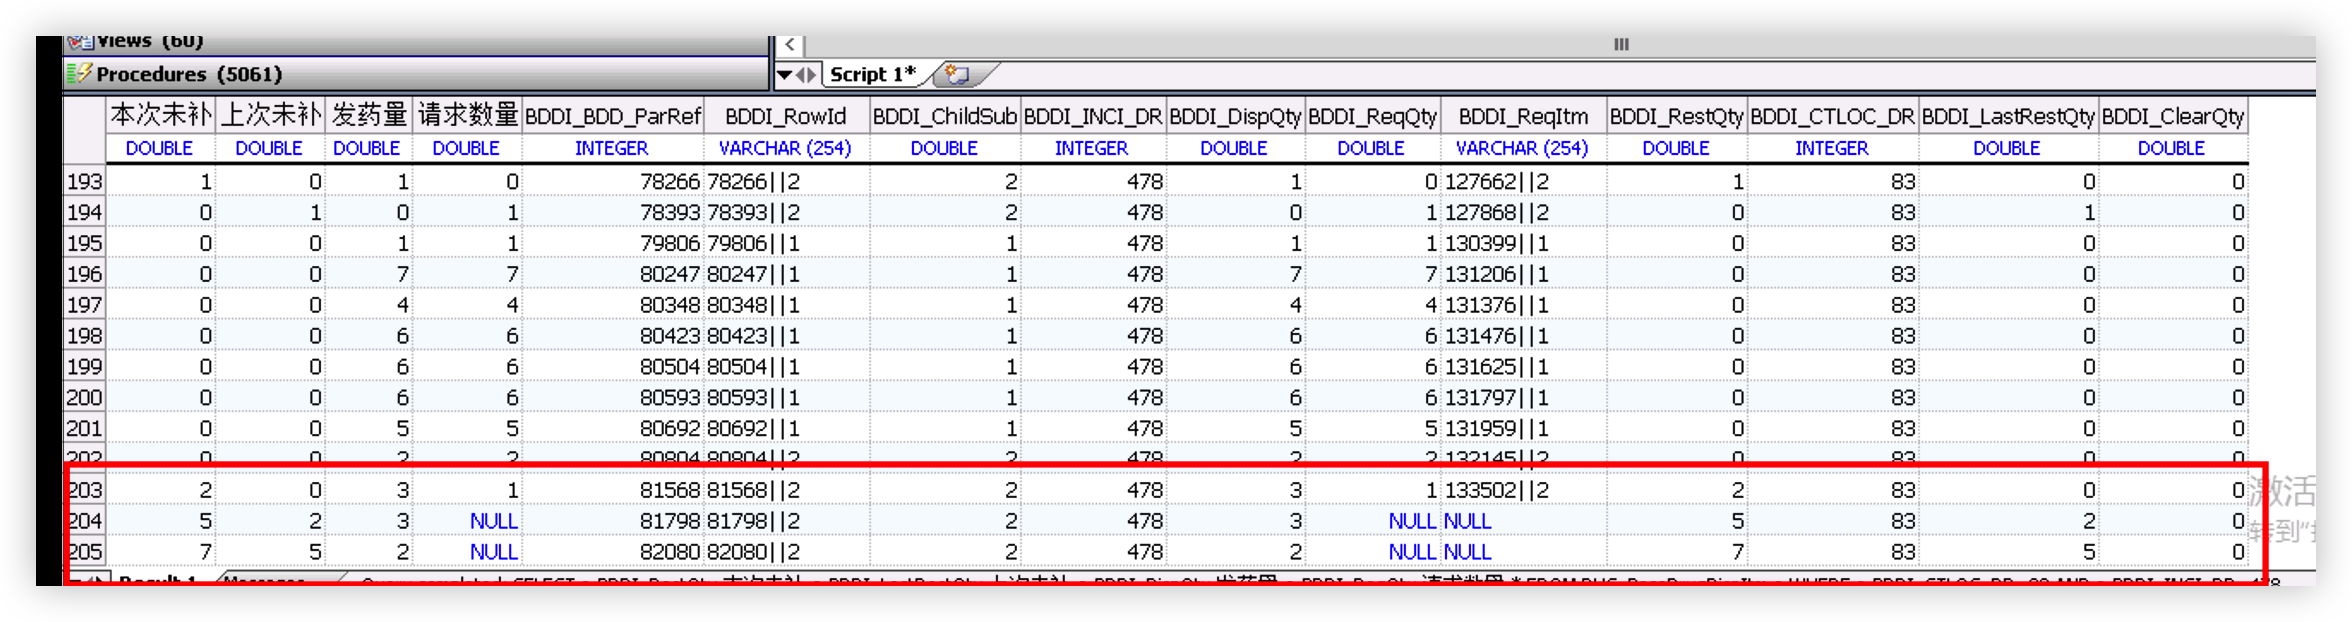 Views (60)
Procedures (5061)
Script 1*
本次未补 上次未补 发药量 请求数量 BDDI_BDD_ParRef BDDI_RowId BDDI_ChildSub BDDI_INCI_DR BDDI_DispQty BDDI_ReqQty BDDI_ReqItm BDDI_RestQty BDDI_CTLOC_DR BDDI_LastRestQty BDDI_ClearQty
DOUBLE DOUBLE DOUBLE DOUBLE INTEGER VARCHAR (254) DOUBLE INTEGER DOUBLE DOUBLE VARCHAR (254) DOUBLE INTEGER DOUBLE DOUBLE
193 1 0 1 0 78266 78266||2 2 478 1 0 127662||2 1 83 0 0
194 0 1 0 1 78393 78393||2 2 478 0 1 127868||2 0 83 1 0
195 0 0 1 1 79806 79806||1 1 478 1 1 130399||1 0 83 0 0
196 0 0 7 7 80247 80247||1 1 478 7 7 131206||1 0 83 0 0
197 0 0 4 4 80348 80348||1 1 478 4 4 131376||1 0 83 0 0
198 0 0 6 6 80423 80423||1 1 478 6 6 131476||1 0 83 0 0
199 0 0 6 6 80504 80504||1 1 478 6 6 131625||1 0 83 0 0
200 0 0 6 6 80593 80593||1 1 478 6 6 131797||1 0 83 0 0
201 0 0 5 5 80692 80692||1 1 478 5 5 131959||1 0 83 0 0
202 0 0 2 2 80804 80804||2 2 478 2 2 132145||2 0 83 0 0
203 2 0 3 1 81568 81568||2 2 478 3 1 133502||2 2 83 0 0
204 5 2 3 NULL 81798 81798||2 2 478 3 NULL NULL 5 83 2 0
205 7 5 2 NULL 82080 82080||2 2 478 2 NULL NULL 7 83 5 0
激活
转到"
Result 1 Messages